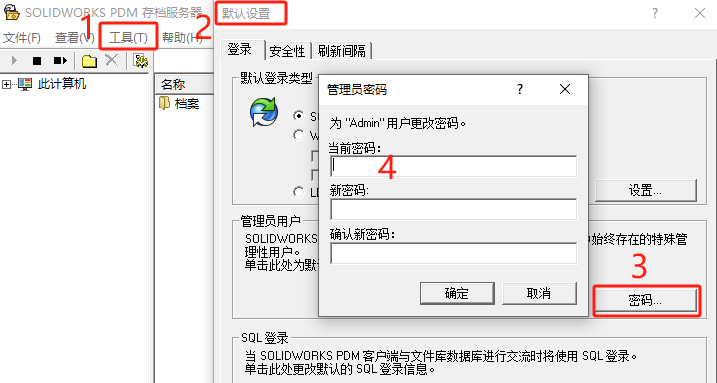 SOLIDWORKS PDM 存档服务器
1
2
默认设置
文件(F) 查看(V) 工具(T) 帮助(H)
登录 安全性 刷新间隔
此计算机
名称
档案
默认登录类型
S
W
LD
设置...
管理员密码
为 "Admin"用户更改密码。
当前密码:
4
新密码:
确认新密码:
确定 取消
管理员用户
SOLIDWORKS 中始终存在的特殊管
理性用户。
单击此处为默
3
密码...
SQL 登录
当 SOLIDWORKS PDM 客户端与文件库数据库进行交流时将使用 SQL 登录。
单击此处更改默认的 SQL 登录信息。